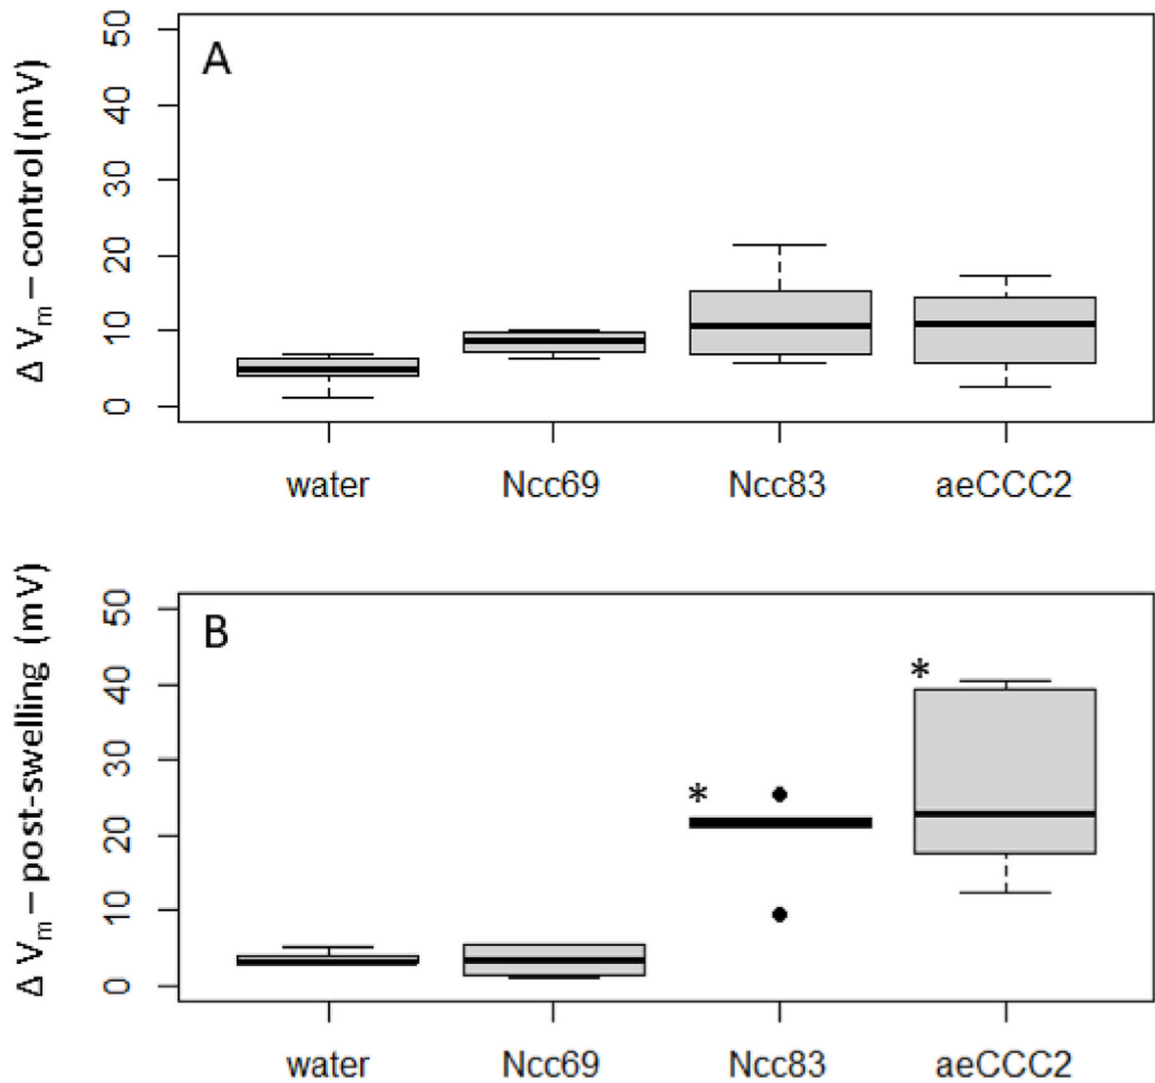 A
Δ Vm – control (mV)
50
40
30
20
10
0
water Ncc69 Ncc83 aeCCC2
B
Δ Vm – post-swelling (mV)
50
40
30
20
10
0
*
*
water Ncc69 Ncc83 aeCCC2